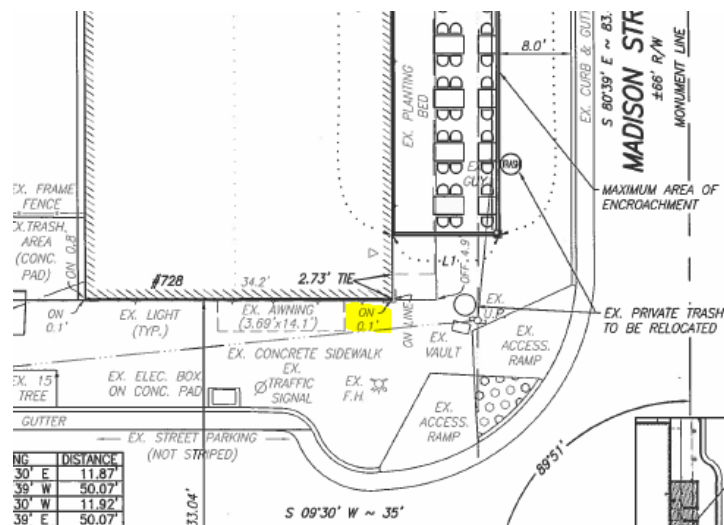 8.0'
EX. CURB & GUT
S 80°39' E ~ 83.
MADISON STR
±66' R/W
MONUMENT LINE
EX. PLANTING
BED
EX.
GUY
TRASH
EX. FRAME
FENCE
EX.TRASH
AREA
(CONC.
PAD)
ON 0.8
MAXIMUM AREA OF
ENCROACHMENT
#728
34.2'
2.73' TIE
L1
OFF 4.9
ON
0.1'
EX. LIGHT
(TYP.)
EX. AWNING
(3.69'x14.1')
ON
0.1'
ON LINE
EX.
U.P.
EX. PRIVATE TRASH
TO BE RELOCATED
EX.
VAULT
EX.
ACCESS.
RAMP
EX. CONCRETE SIDEWALK
EX. 15
TREE
EX. ELEC. BOX
ON CONC. PAD
EX.
TRAFFIC
SIGNAL
EX.
F.H.
EX.
ACCESS.
RAMP
GUTTER
EX. STREET PARKING
(NOT STRIPED)
89°51'
NG DISTANCE
30' E 11.87'
39' W 50.07'
30' W 11.92'
39' E 50.07'
33.04'
S 09°30' W ~ 35'